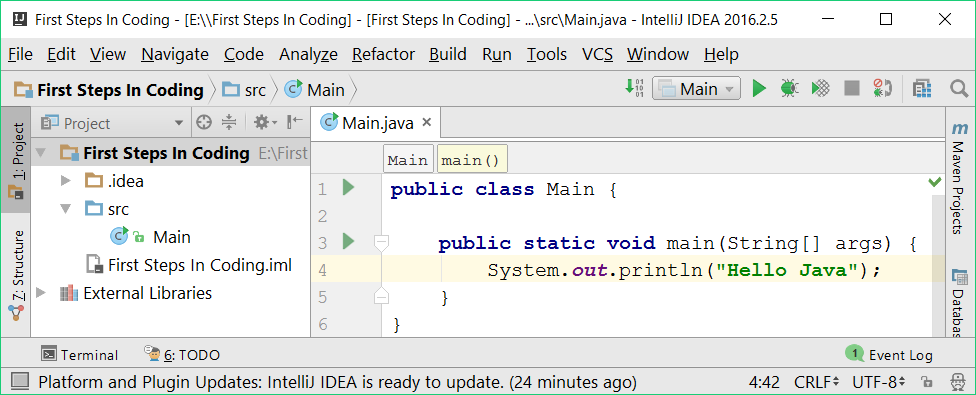 First Steps In Coding - [E:\\First Steps In Coding] - [First Steps In Coding] - ...\src\Main.java - IntelliJ IDEA 2016.2.5
File Edit View Navigate Code Analyze Refactor Build Run Tools VCS Window Help
First Steps In Coding src Main Main
1: Project
Project
First Steps In Coding E:\First
.idea
src
Main
First Steps In Coding.iml
External Libraries
Z: Structure
Main.java
Main main()
1 public class Main {
2
3 public static void main(String[] args) {
4 System.out.println("Hello Java");
5 }
6 }
Maven Projects
Databas
Terminal 6: TODO 1 Event Log
Platform and Plugin Updates: IntelliJ IDEA is ready to update. (24 minutes ago) 4:42 CRLF UTF-8